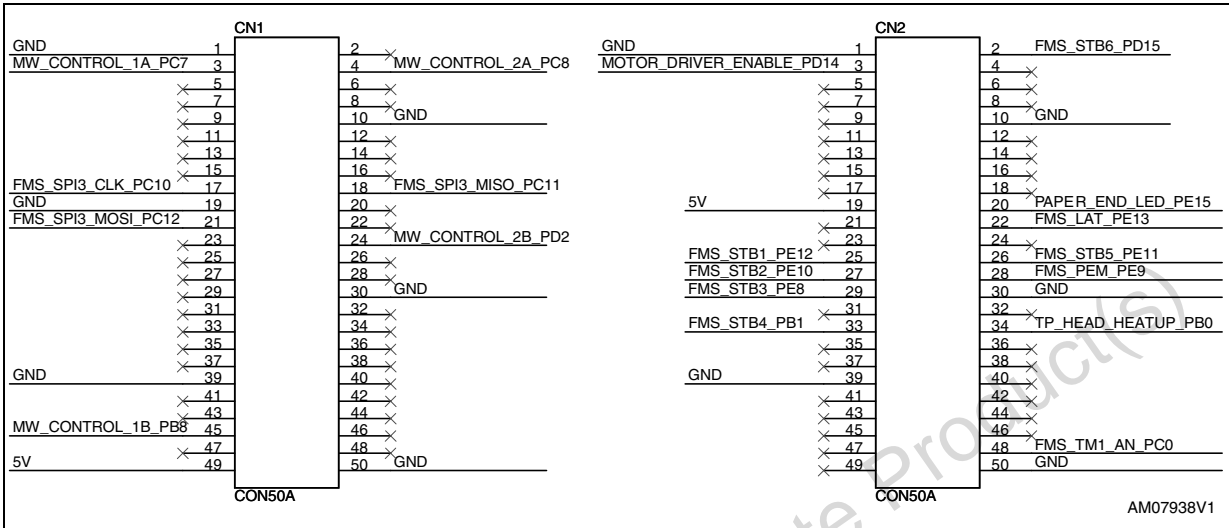 CN1
GND 1 2
MW_CONTROL_1A_PC7 3 4 MW_CONTROL_2A_PC8
5 6
7 8
9 10 GND
11 12
13 14
15 16
FMS_SPI3_CLK_PC10 17 18 FMS_SPI3_MISO_PC11
GND 19 20
FMS_SPI3_MOSI_PC12 21 22
23 24 MW_CONTROL_2B_PD2
25 26
27 28
29 30 GND
31 32
33 34
35 36
37 38
GND 39 40
41 42
43 44
MW_CONTROL_1B_PB8 45 46
47 48
5V 49 50 GND
CON50A
CN2
GND 1 2 FMS_STB6_PD15
MOTOR_DRIVER_ENABLE_PD14 3 4
5 6
7 8
9 10 GND
11 12
13 14
15 16
17 18
5V 19 20 PAPER_END_LED_PE15
21 22 FMS_LAT_PE13
23 24
FMS_STB1_PE12 25 26 FMS_STB5_PE11
FMS_STB2_PE10 27 28 FMS_PEM_PE9
FMS_STB3_PE8 29 30 GND
31 32
FMS_STB4_PB1 33 34 TP_HEAD_HEATUP_PB0
35 36
37 38
GND 39 40
41 42
43 44
45 46
47 48 FMS_TM1_AN_PC0
49 50 GND
CON50A
AM07938V1
te Product(s)